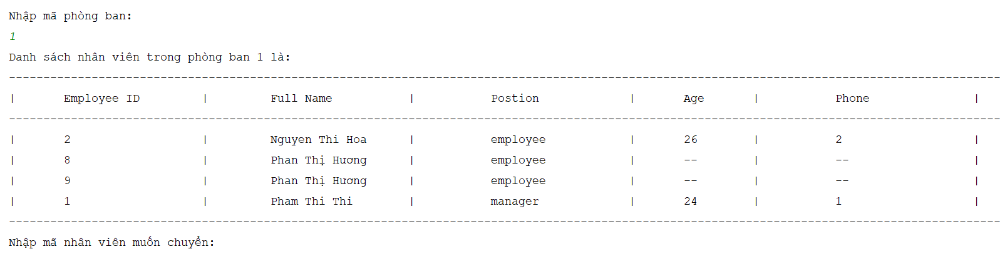 Nhập mã phòng ban:
1
Danh sách nhân viên trong phòng ban 1 là:
------------------------------------------------------------------------------------------------------------------------------------------------
|       Employee ID         |         Full Name           |           Postion             |       Age       |           Phone               |
------------------------------------------------------------------------------------------------------------------------------------------------
|       2                   |         Nguyen Thi Hoa      |           employee            |       26        |           2                   |
|       8                   |         Phan Thị Hương      |           employee            |       --        |           --                  |
|       9                   |         Phan Thị Hương      |           employee            |       --        |           --                  |
|       1                   |         Pham Thi Thi        |           manager             |       24        |           1                   |
------------------------------------------------------------------------------------------------------------------------------------------------
Nhập mã nhân viên muốn chuyển: